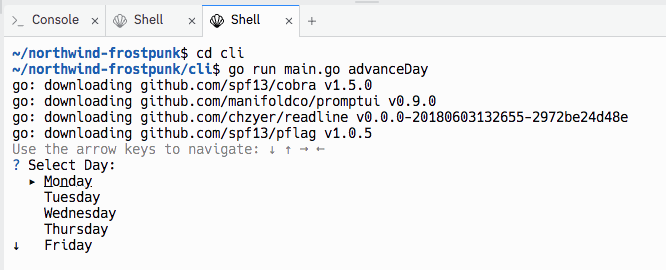 Console
Shell
Shell
~/northwind-frostpunk$ cd cli
~/northwind-frostpunk/cli$ go run main.go advanceDay
go: downloading github.com/spf13/cobra v1.5.0
go: downloading github.com/manifoldco/promptui v0.9.0
go: downloading github.com/chzyer/readline v0.0.0-20180603132655-2972be24d48e
go: downloading github.com/spf13/pflag v1.0.5
Use the arrow keys to navigate: ↓ ↑ → ←
? Select Day:
▸ Monday
Tuesday
Wednesday
Thursday
↓ Friday